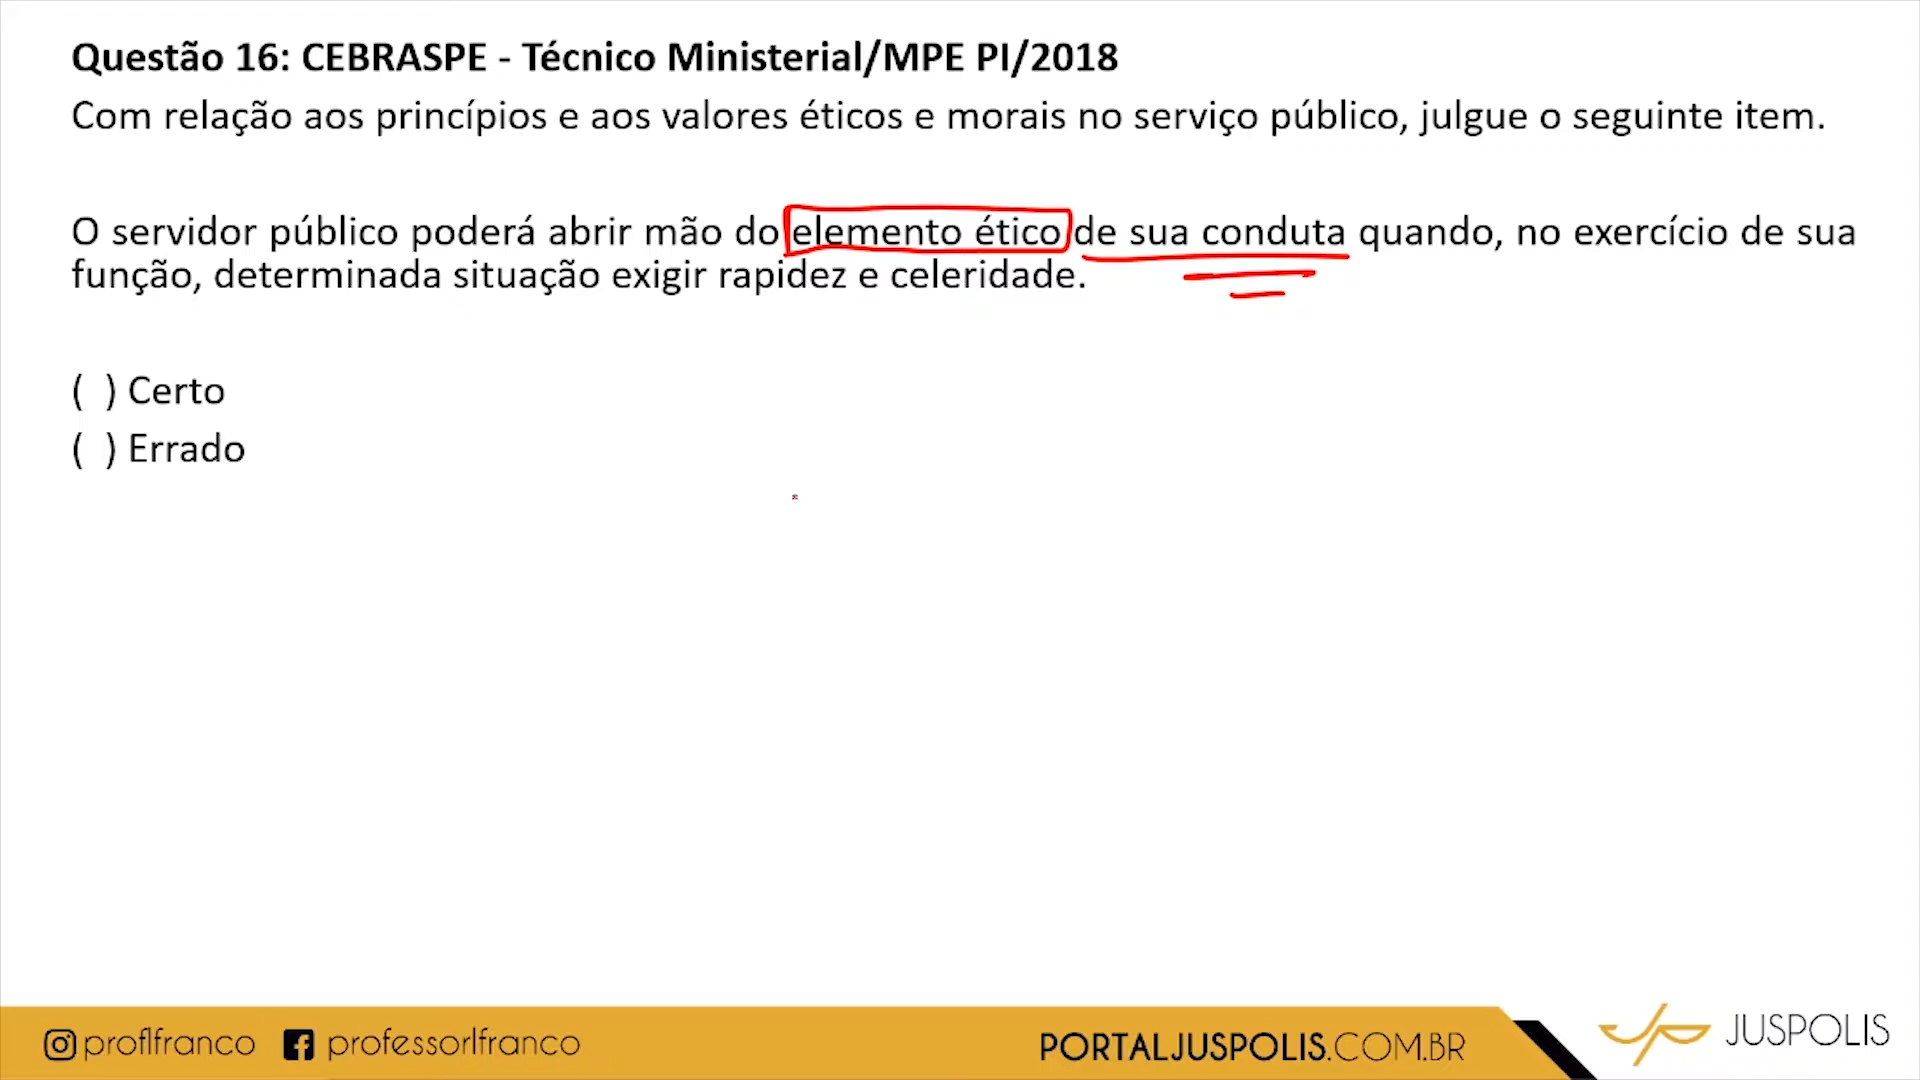 Questão 16: CEBRASPE - Técnico Ministerial/MPE PI/2018
Com relação aos princípios e aos valores éticos e morais no serviço público, julgue o seguinte item.
O servidor público poderá abrir mão do elemento ético de sua conduta quando, no exercício de sua
função, determinada situação exigir rapidez e celeridade.
( ) Certo
( ) Errado
proflfranco professorlfranco PORTALJUSPOLIS.COM.BR JP JUSPOLIS